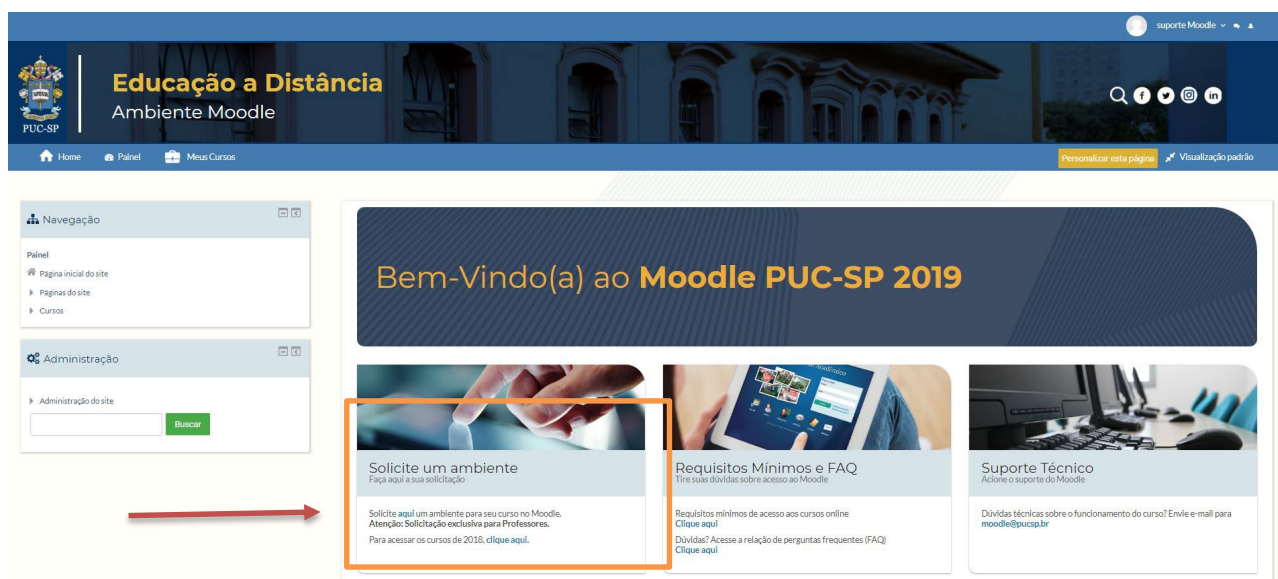 suporte Moodle
Educação a Distância
Ambiente Moodle
PUC-SP
Home Painel Meus Cursos
Personalizar esta página Visualização padrão
Navegação
Painel
Página inicial do site
Páginas do site
Cursos
Administração
Administração do site
Buscar
Bem-Vindo(a) ao Moodle PUC-SP 2019
Solicite um ambiente
Faça aqui a sua solicitação
Solicite aqui um ambiente para seu curso no Moodle.
Atenção: Solicitação exclusiva para Professores.
Para acessar os cursos de 2018, clique aqui.
Requisitos Mínimos e FAQ
Tire suas dúvidas sobre acesso ao Moodle
Requisitos mínimos de acesso aos cursos online
Clique aqui
Dúvidas? Acesse a relação de perguntas frequentes (FAQ)
Clique aqui
Suporte Técnico
Acione o suporte do Moodle
Dúvidas técnicas sobre o funcionamento do curso? Envie e-mail para
moodle@pucsp.br